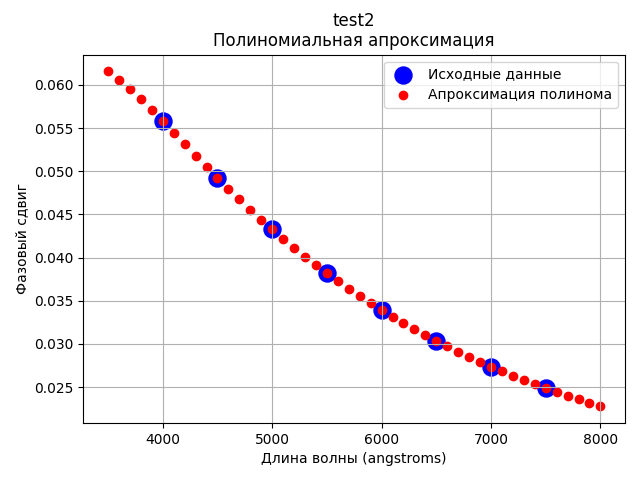 test2
Полиномиальная апроксимация
Исходные данные
Апроксимация полинома
Фазовый сдвиг
0.060
0.055
0.050
0.045
0.040
0.035
0.030
0.025
4000 5000 6000 7000 8000
Длина волны (angstroms)